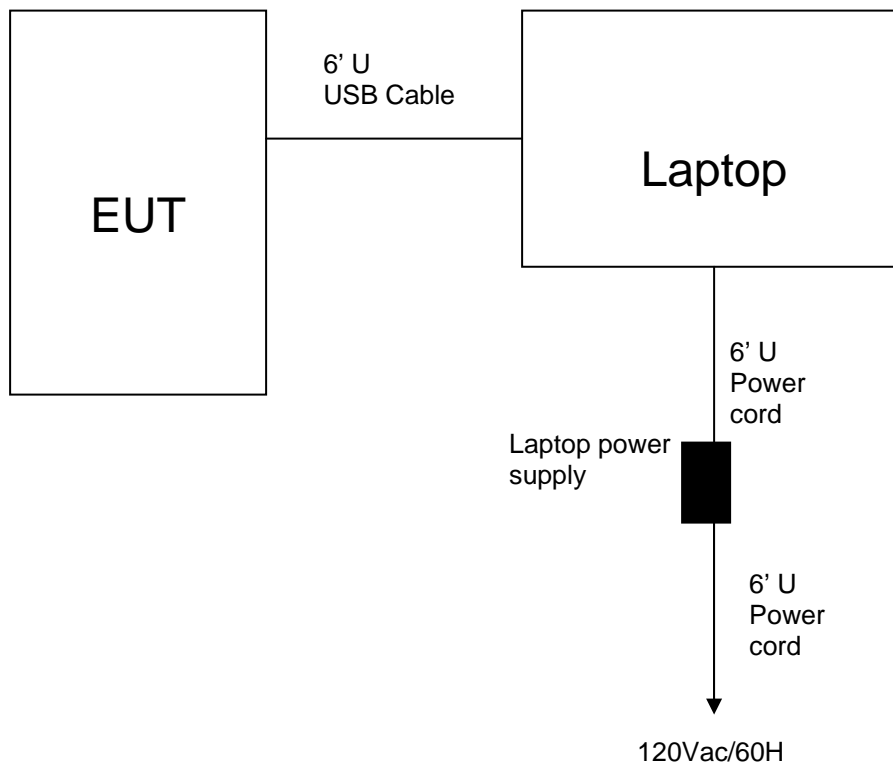 6’ U
USB Cable
EUT
Laptop
6’ U
Power
cord
Laptop power
supply
6’ U
Power
cord
120Vac/60H